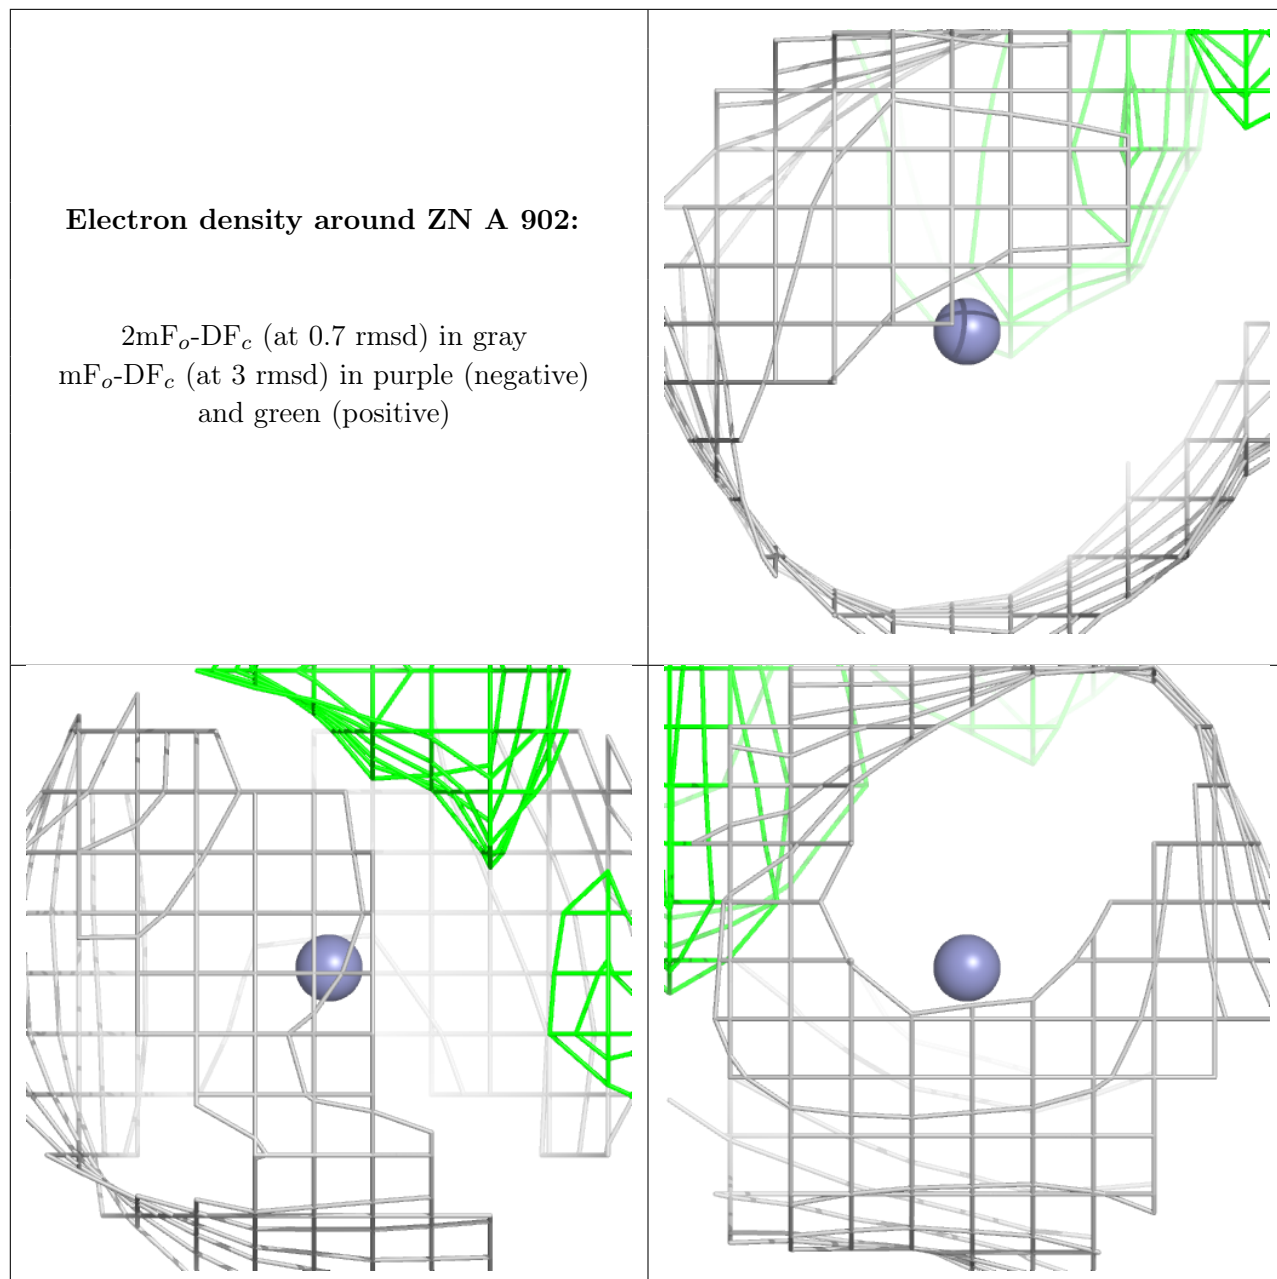 Electron density around ZN A 902:
2mFo-DFc (at 0.7 rmsd) in gray
mFo-DFc (at 3 rmsd) in purple (negative)
and green (positive)